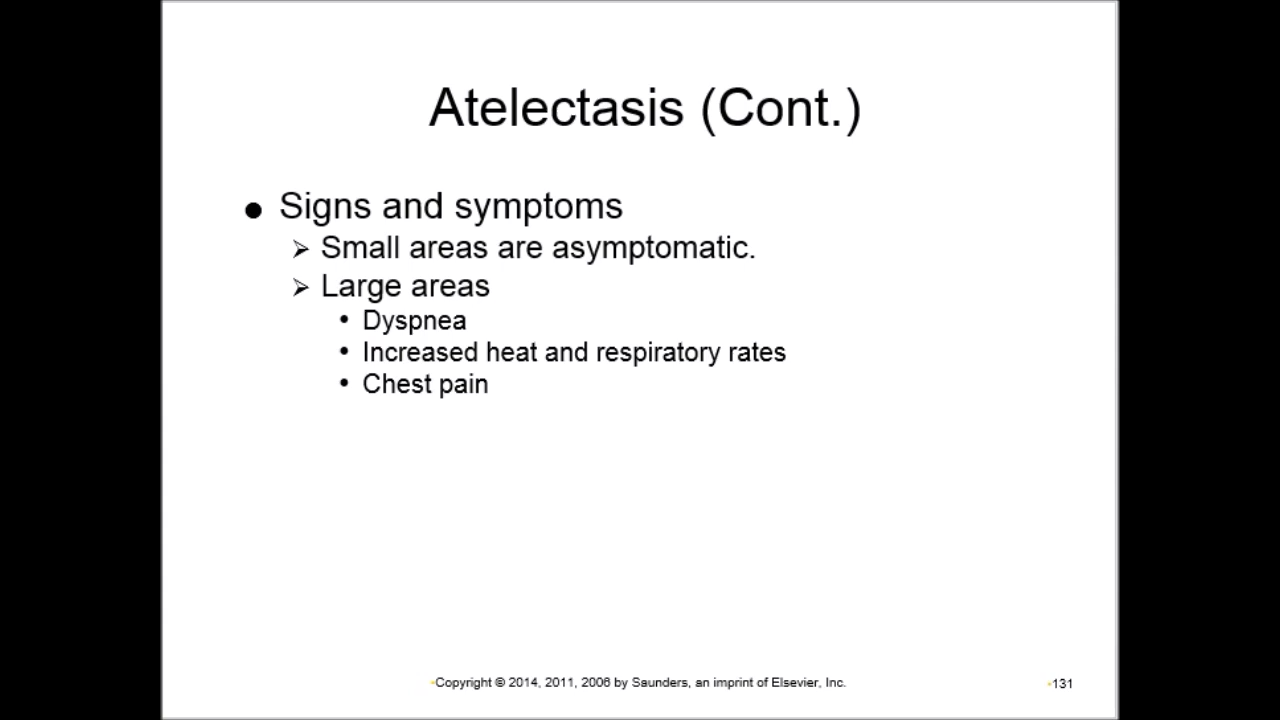 Atelectasis (Cont.)
● Signs and symptoms
➢ Small areas are asymptomatic.
➢ Large areas
• Dyspnea
• Increased heat and respiratory rates
• Chest pain
•Copyright © 2014, 2011, 2006 by Saunders, an imprint of Elsevier, Inc.
•131